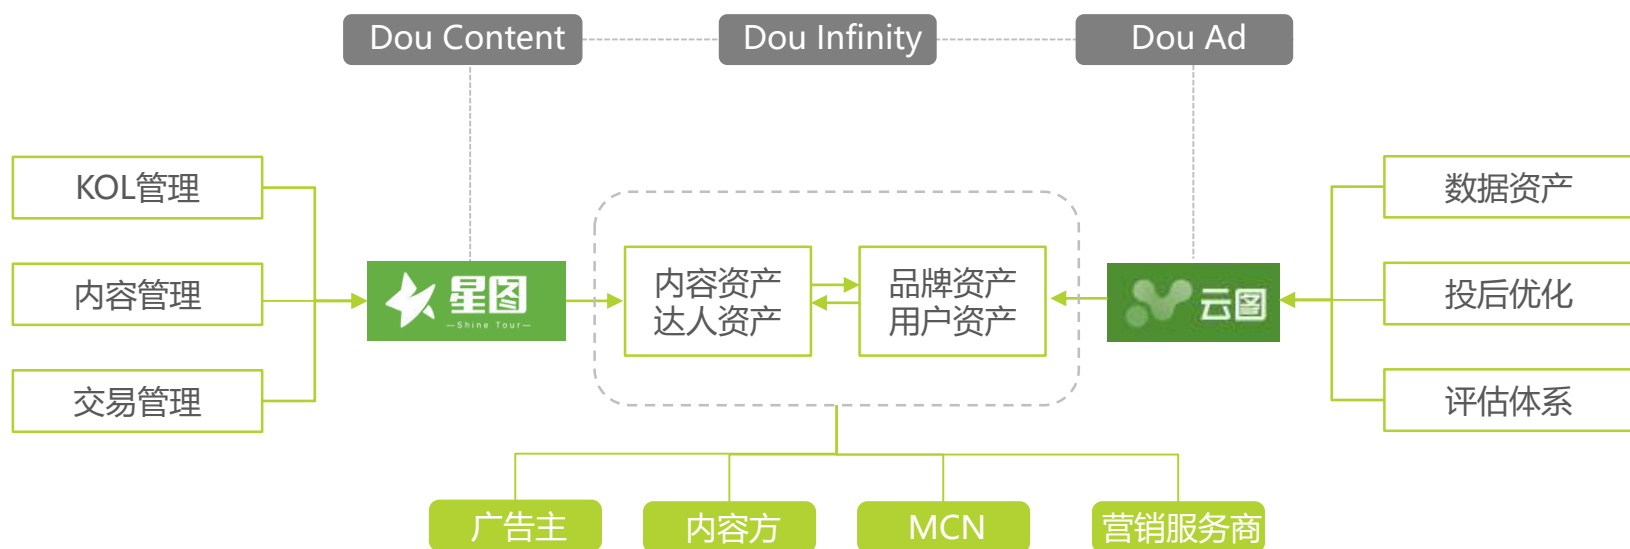 Dou Content
Dou Infinity
Dou Ad
KOL管理
内容管理
交易管理
星图
—Shine Tour—
内容资产
达人资产
品牌资产
用户资产
云图
数据资产
投后优化
评估体系
广告主
内容方
MCN
营销服务商